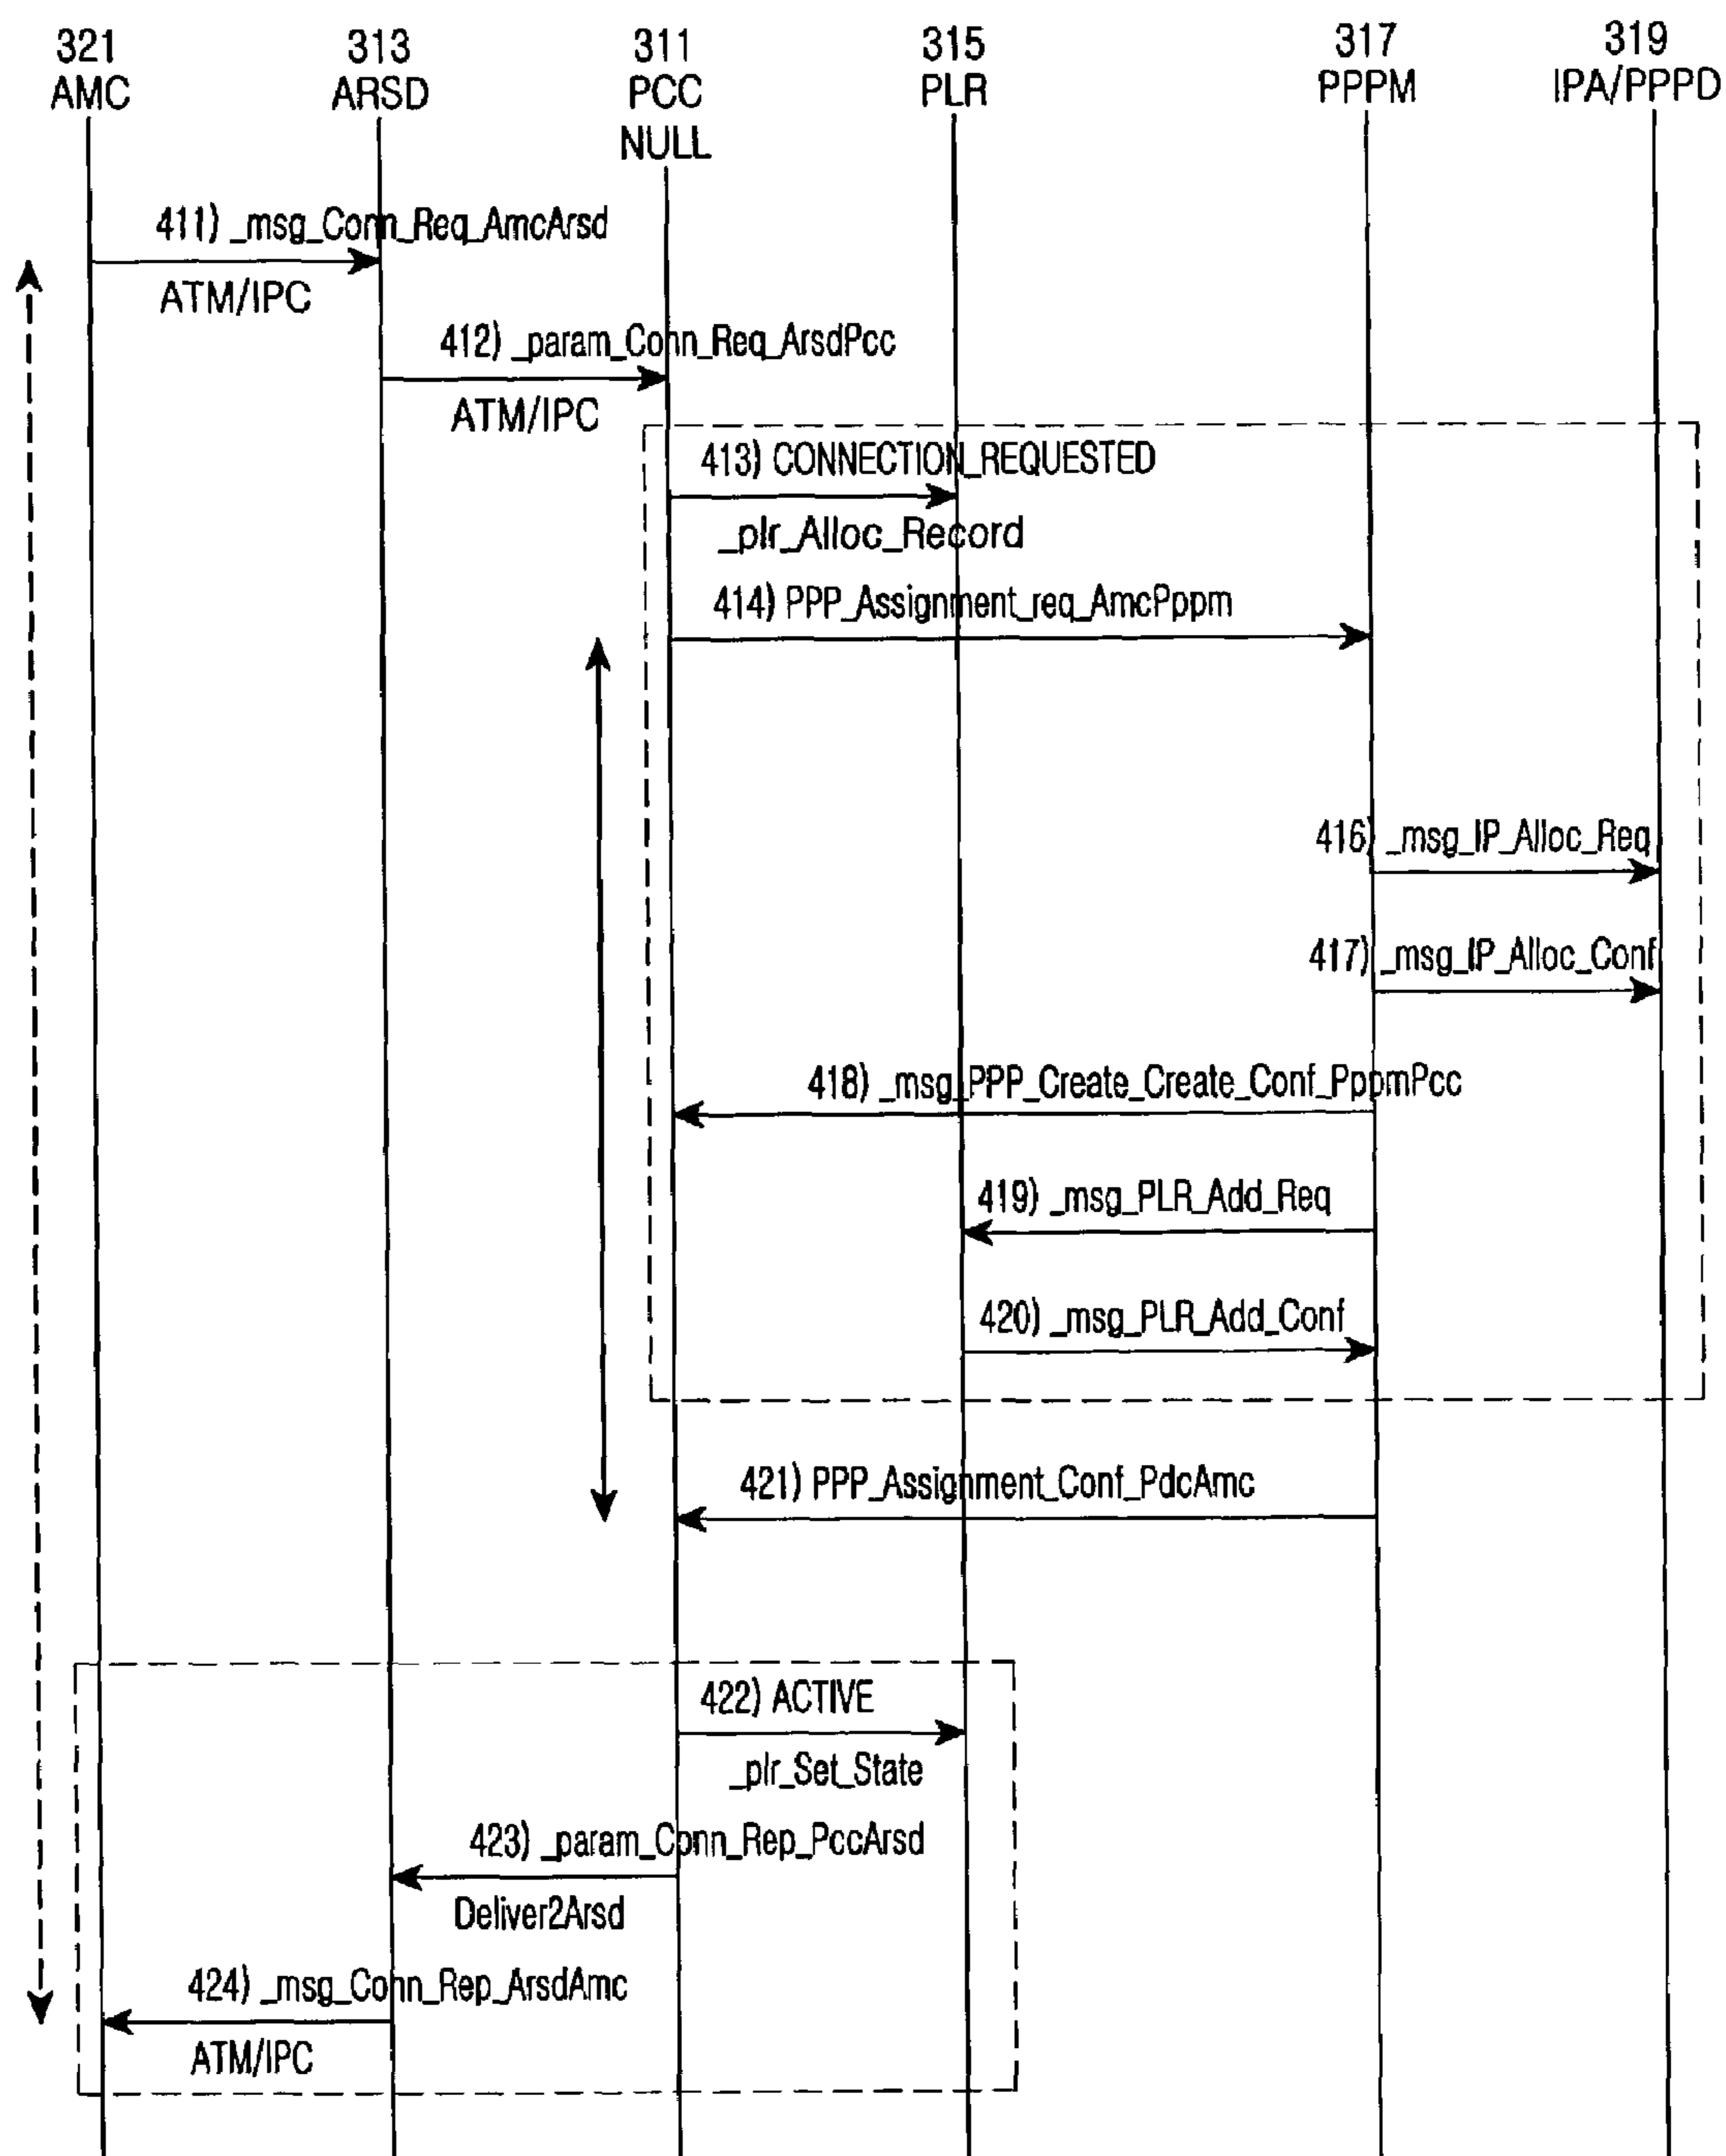 321
AMC
313
ARSD
311
PCC
NULL
315
PLR
317
PPPM
319
IPA/PPPD
411) _msg_Conn_Req_AmcArsd
ATM/IPC
412) _param_Conn_Req_ArsdPcc
ATM/IPC
413) CONNECTION_REQUESTED
_plr_Alloc_Record
414) PPP_Assignment_req_AmcPppm
416) _msg_IP_Alloc_Req
417) _msg_IP_Alloc_Conf
418) _msg_PPP_Create_Create_Conf_PppmPcc
419) _msg_PLR_Add_Req
420) _msg_PLR_Add_Conf
421) PPP_Assignment_Conf_PdcAmc
422) ACTIVE
_plr_Set_State
423) _param_Conn_Rep_PccArsd
Deliver2Arsd
424) _msg_Conn_Rep_ArsdAmc
ATM/IPC